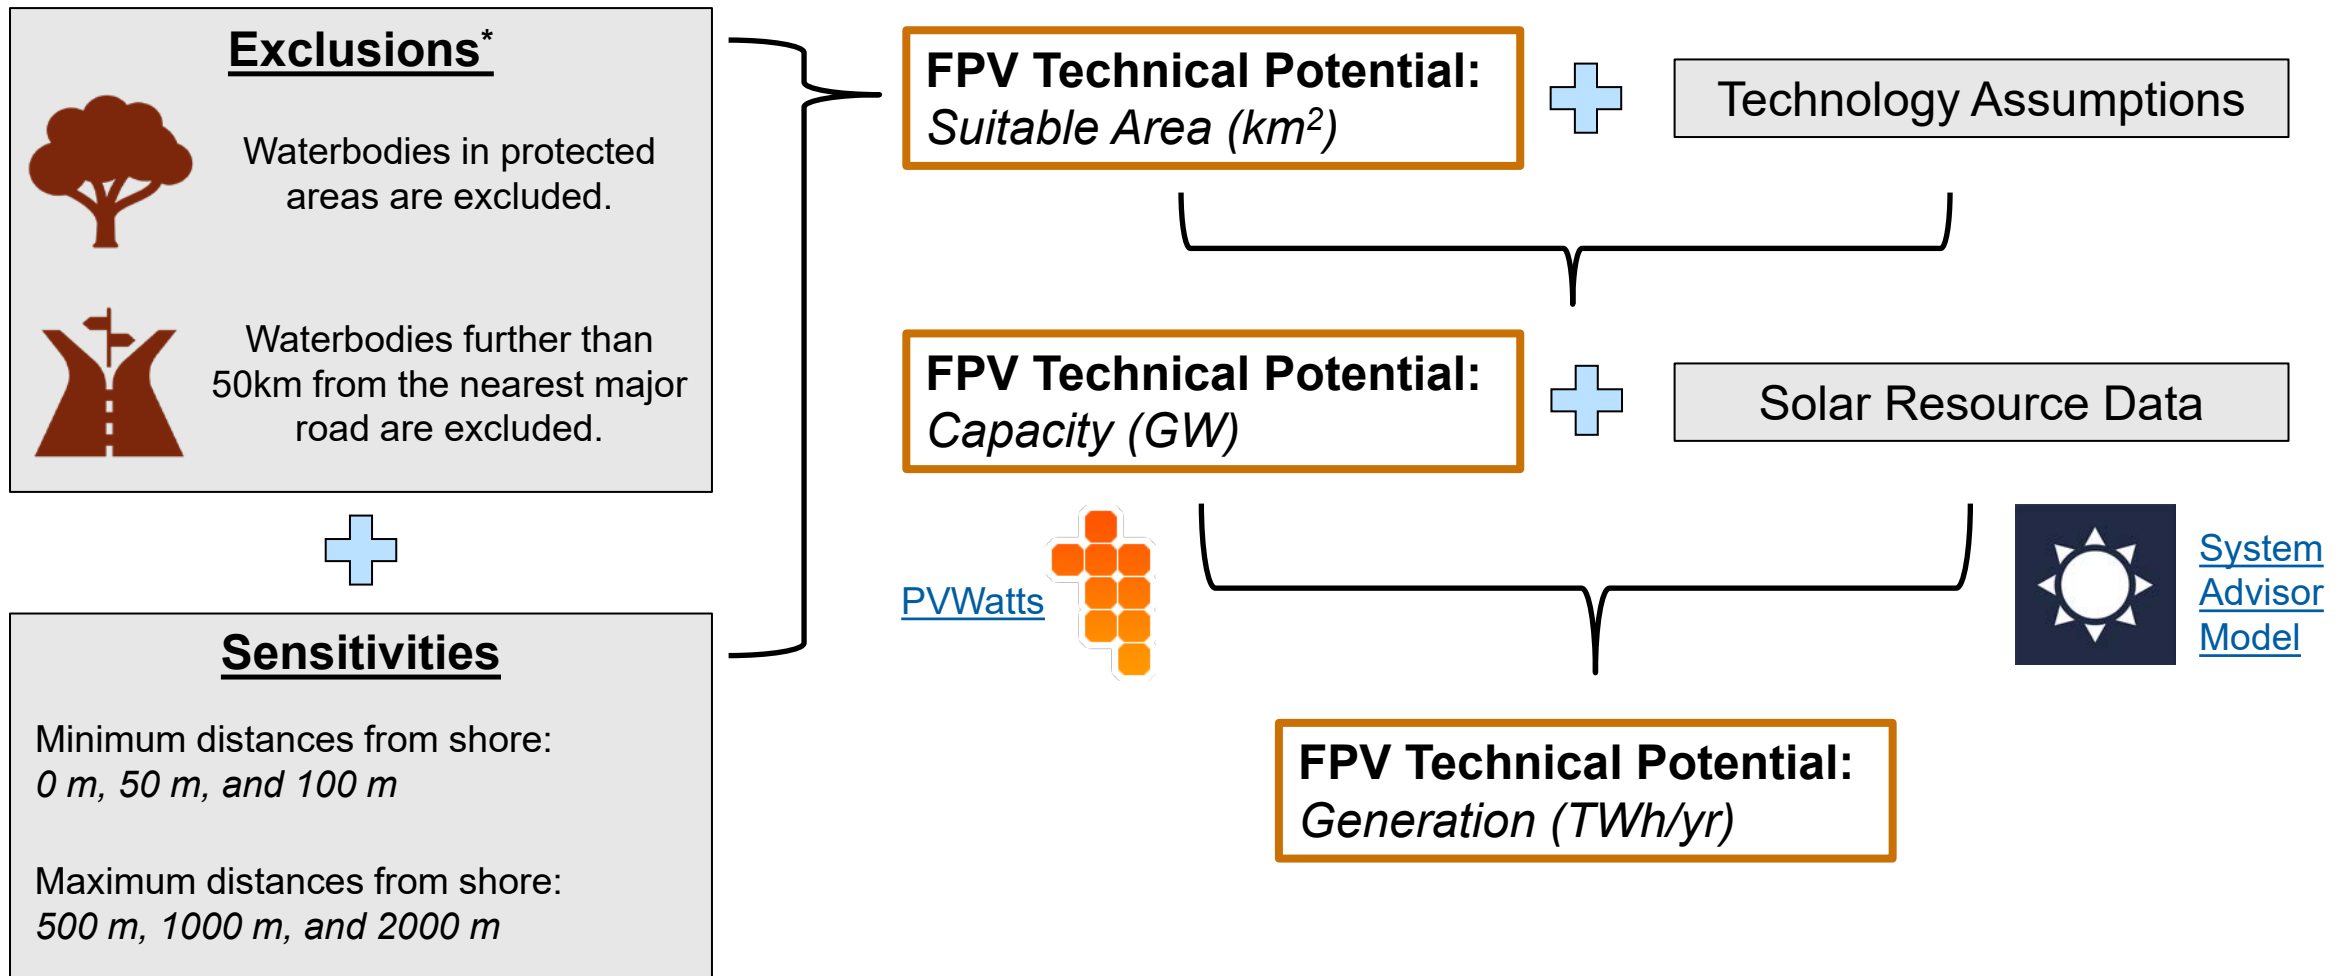 Exclusions*
Waterbodies in protected
areas are excluded.
Waterbodies further than
50km from the nearest major
road are excluded.
Sensitivities
Minimum distances from shore:
0 m, 50 m, and 100 m
Maximum distances from shore:
500 m, 1000 m, and 2000 m
FPV Technical Potential:
Suitable Area (km²)
Technology Assumptions
FPV Technical Potential:
Capacity (GW)
Solar Resource Data
PVWatts
System
Advisor
Model
FPV Technical Potential:
Generation (TWh/yr)